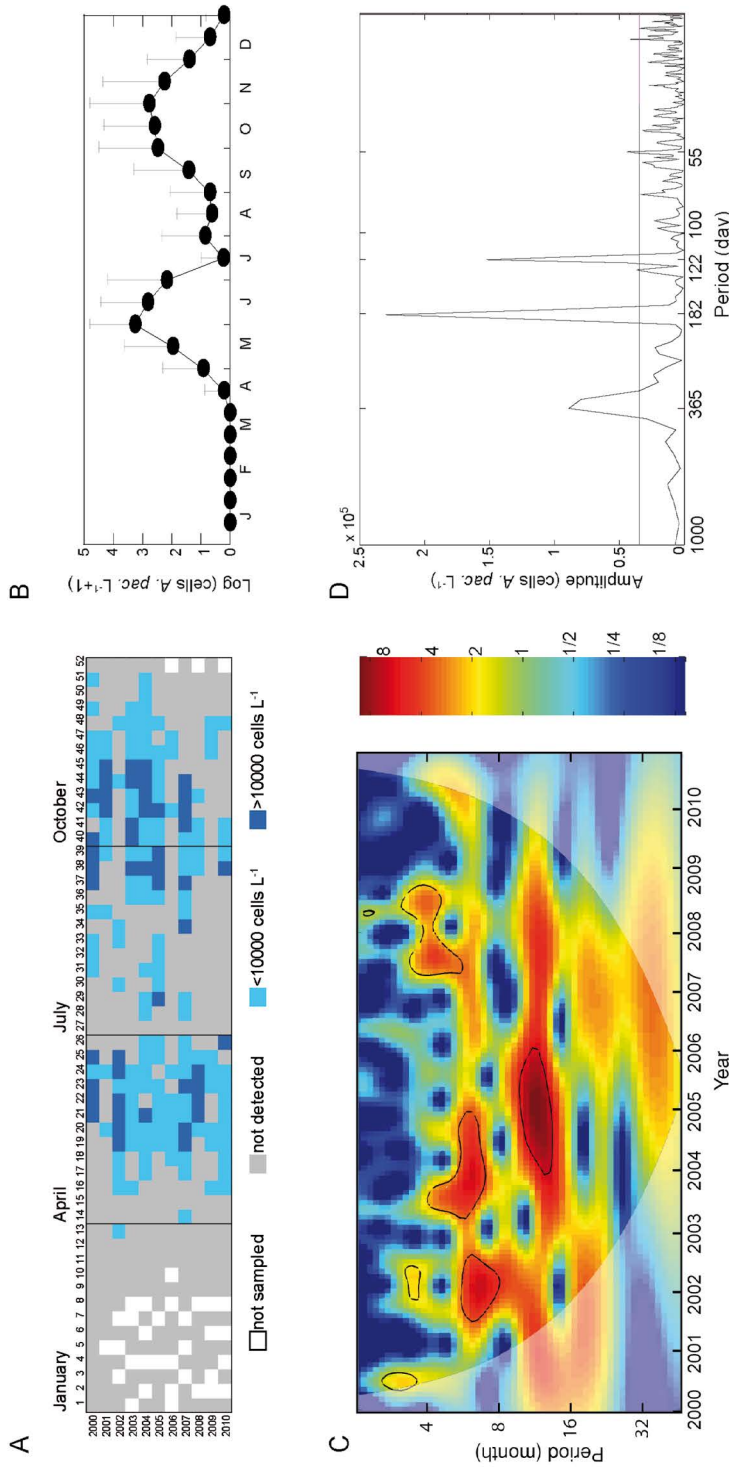 A
January
April
July
October
1 2 3 4 5 6 7 8 9 10 11 12 13 14 15 16 17 18 19 20 21 22 23 24 25 26 27 28 29 30 31 32 33 34 35 36 37 38 39 40 41 42 43 44 45 46 47 48 49 50 51 52
2000
2001
2002
2003
2004
2005
2006
2007
2008
2009
2010
not sampled
not detected
<10000 cells L⁻¹
>10000 cells L⁻¹
B
Log (cells A. pac. L⁻¹+1)
5
4
3
2
1
0
J F M A M J J A S O N D
C
Period (month)
4
8
16
32
2000 2001 2002 2003 2004 2005 2006 2007 2008 2009 2010
Year
8
4
2
1
1/2
1/4
1/8
D
x 10⁵
Amplitude (cells A. pac. L⁻¹)
2.5
2
1.5
1
0.5
0
1000 365 182 122 100 55
Period (day)